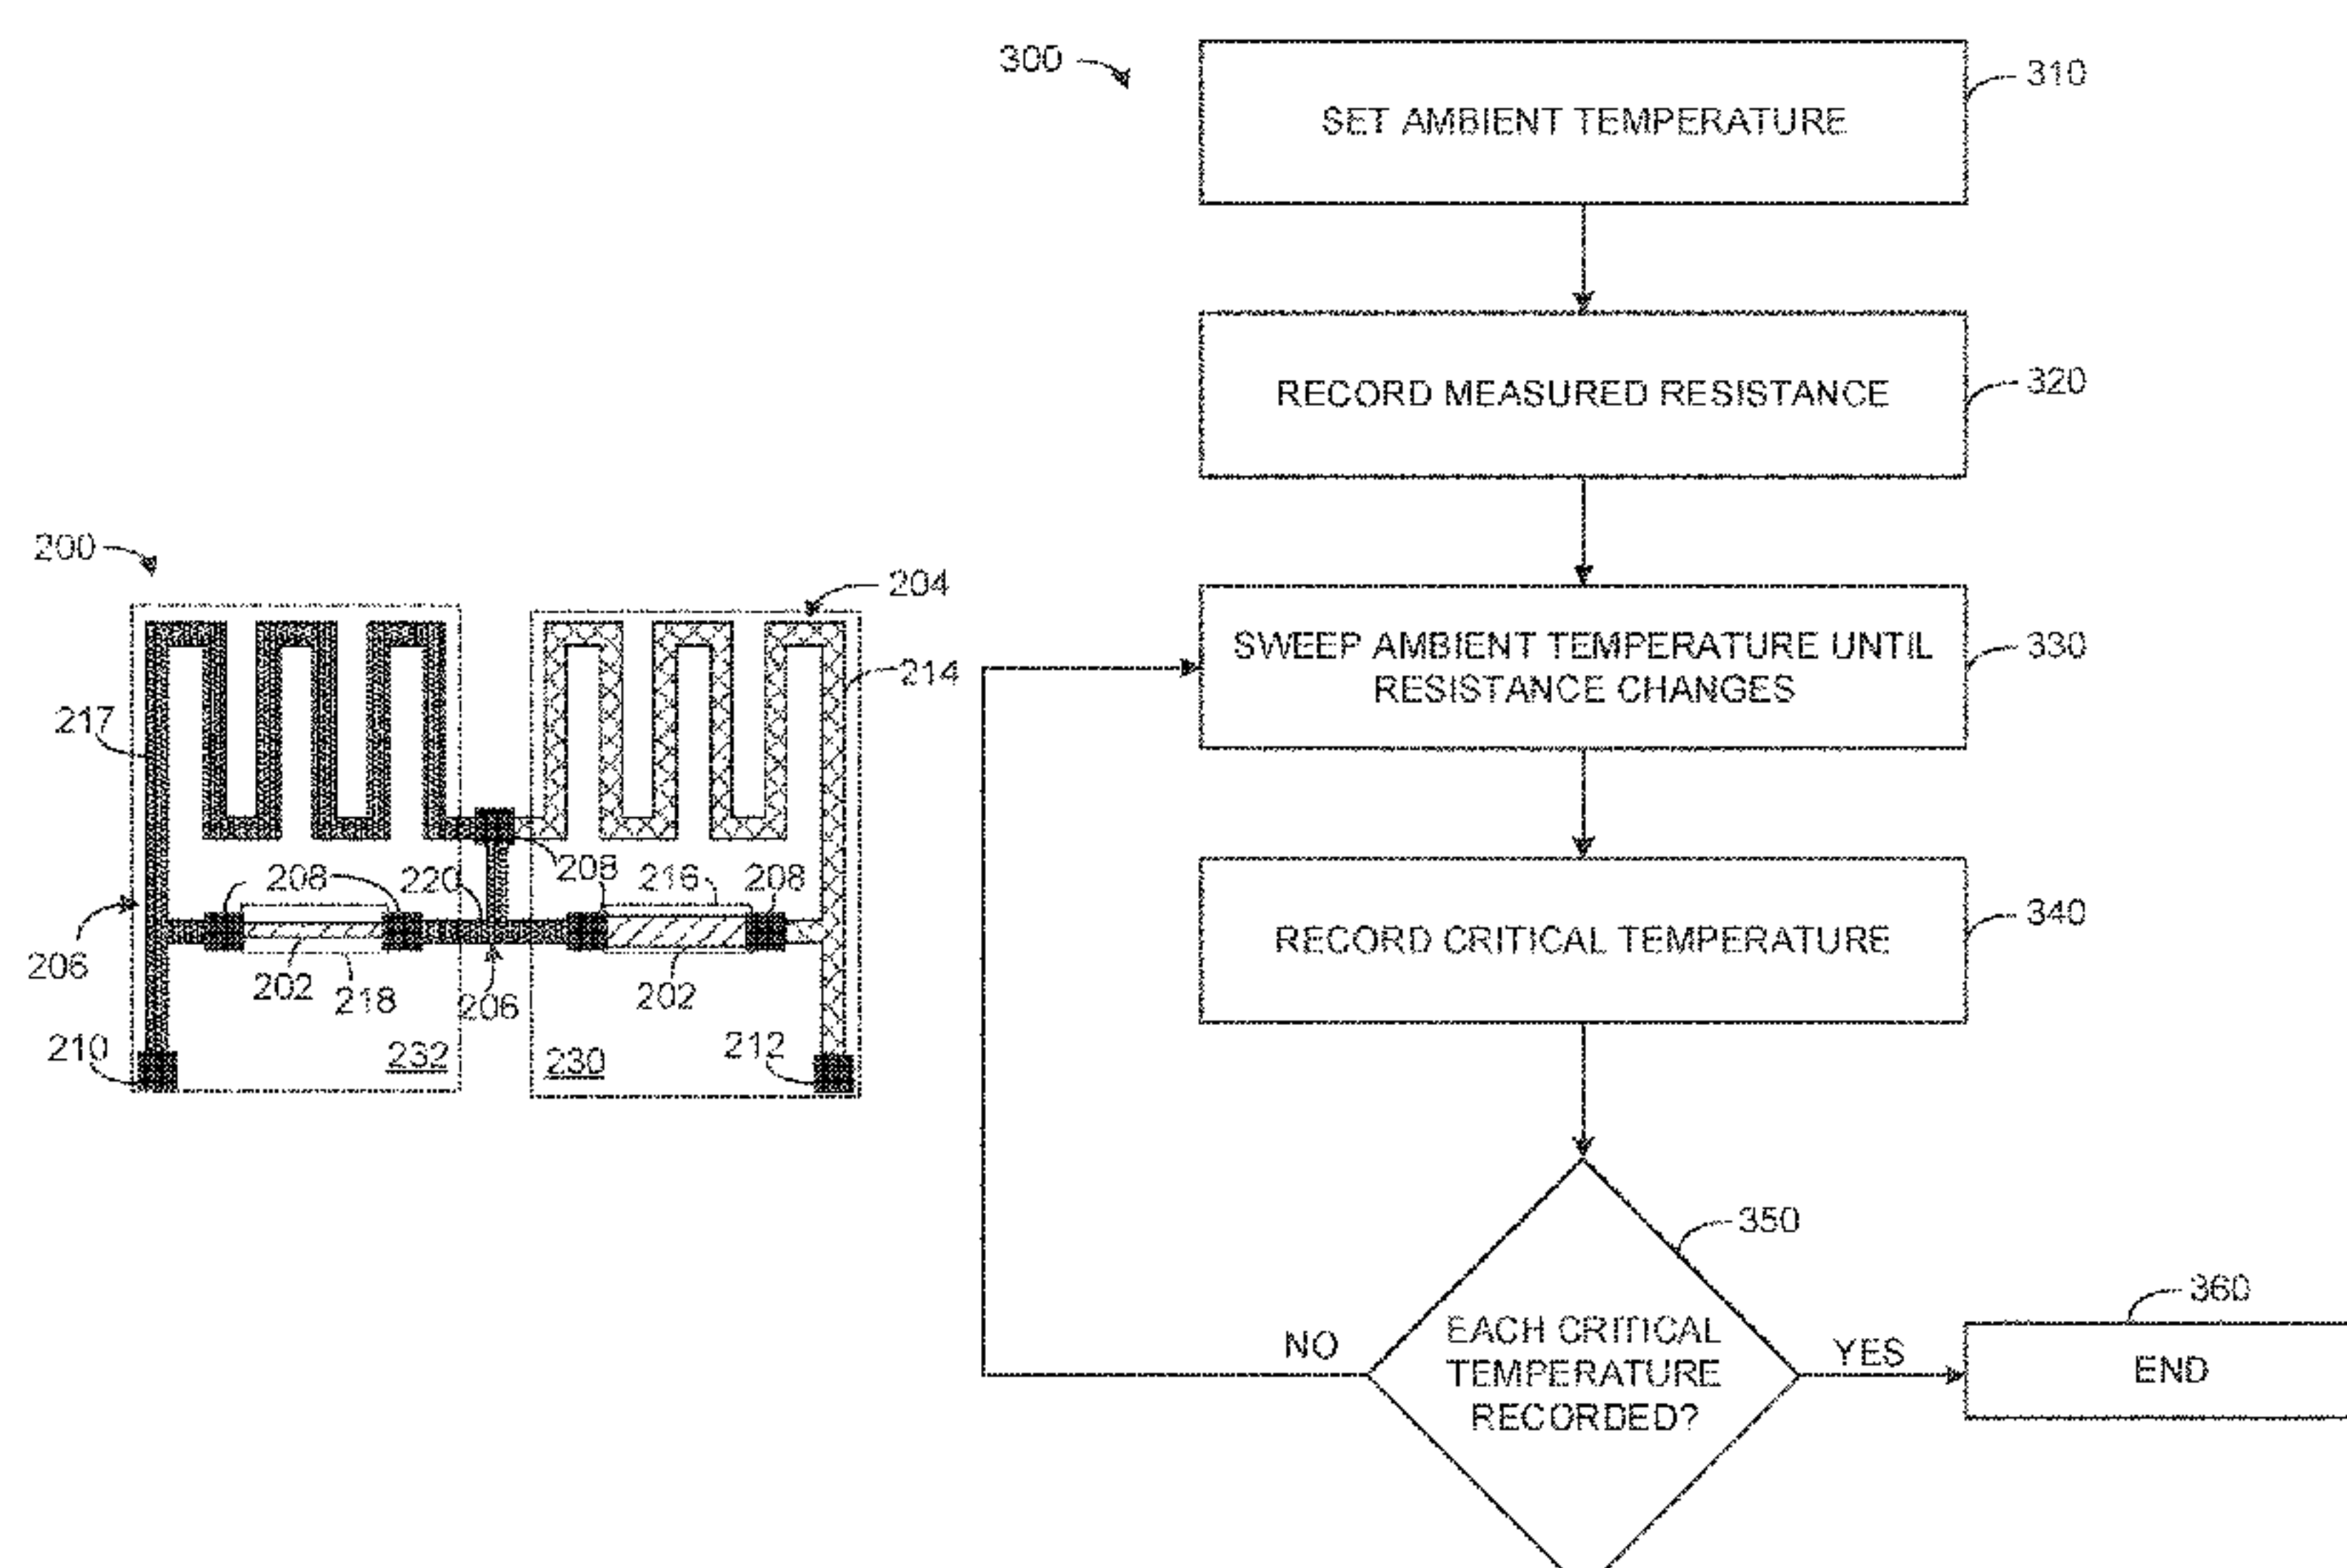 300
310
SET AMBIENT TEMPERATURE
320
RECORD MEASURED RESISTANCE
330
SWEEP AMBIENT TEMPERATURE UNTIL
RESISTANCE CHANGES
340
RECORD CRITICAL TEMPERATURE
350
EACH CRITICAL
TEMPERATURE
RECORDED?
NO
YES
360
END
200
204
214
217
208
220
208
216
208
206
202
218
206
202
210
232
230
212